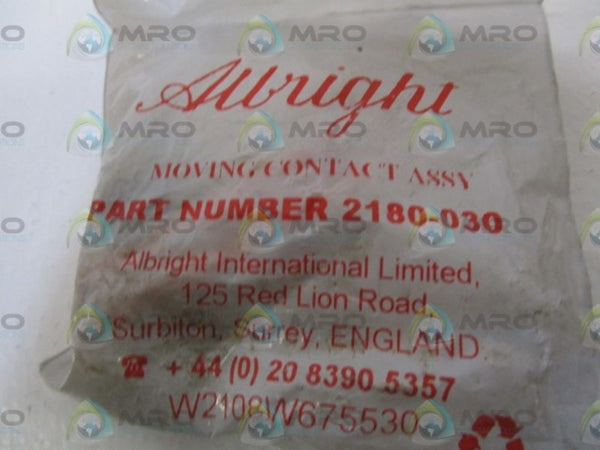 Albright
MOVING CONTACT ASSY
PART NUMBER 2180-030
Albright International Limited,
125 Red Lion Road,
Surbiton, Surrey, ENGLAND.
☎ + 44 (0) 20 8390 5357
W2108W675530
MRO